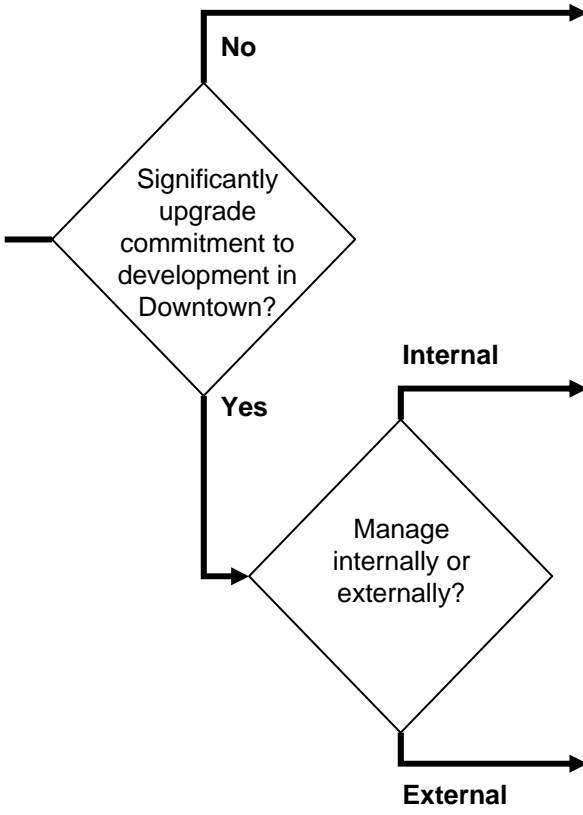 No
Significantly
upgrade
commitment to
development in
Downtown?
Internal
Yes
Manage
internally or
externally?
External